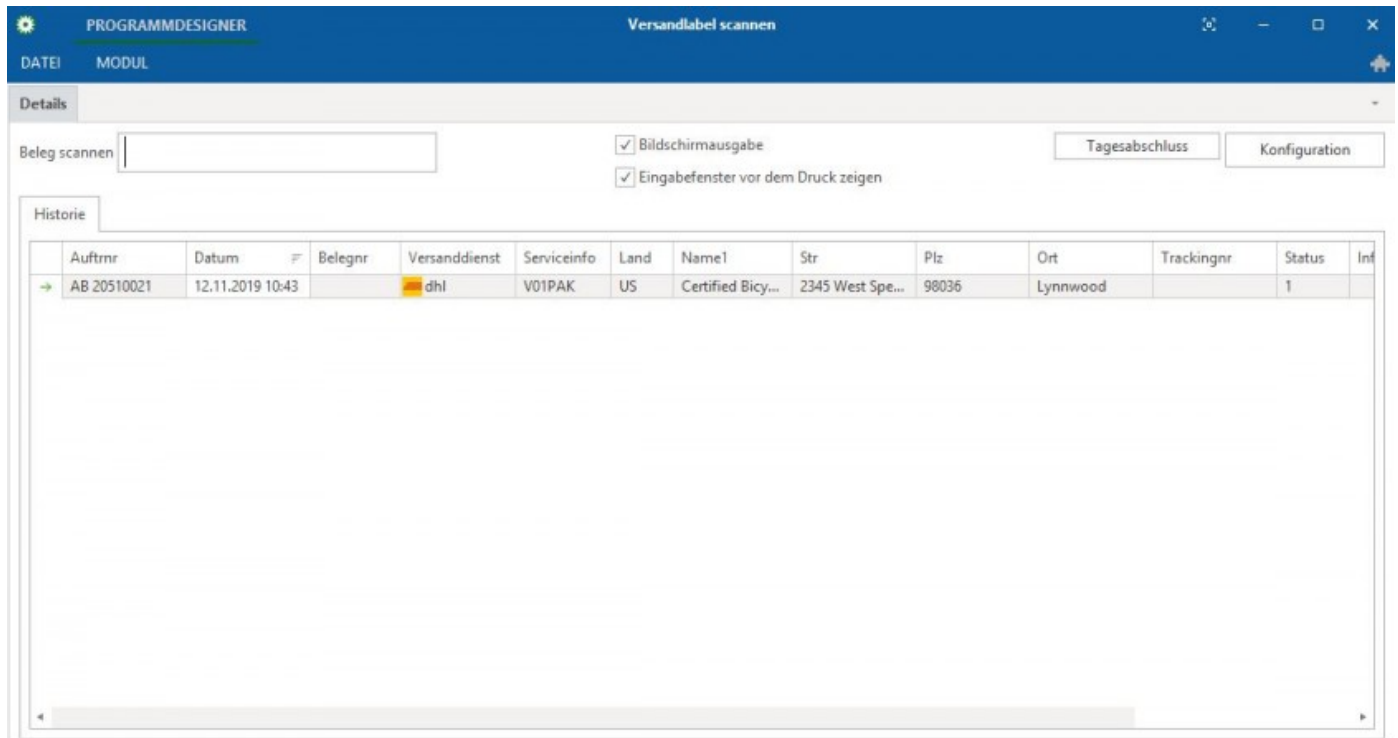 PROGRAMMDESIGNER Versandlabel scannen
DATEI MODUL
Details
Beleg scannen Bildschirmausgabe Tagesabschluss Konfiguration
Eingabefenster vor dem Druck zeigen
Historie
Auftrnr Datum Belegnr Versanddienst Serviceinfo Land Name1 Str Plz Ort Trackingnr Status Inf
AB 20510021 12.11.2019 10:43 dhl V01PAK US Certified Bicy... 2345 West Spe... 98036 Lynnwood 1